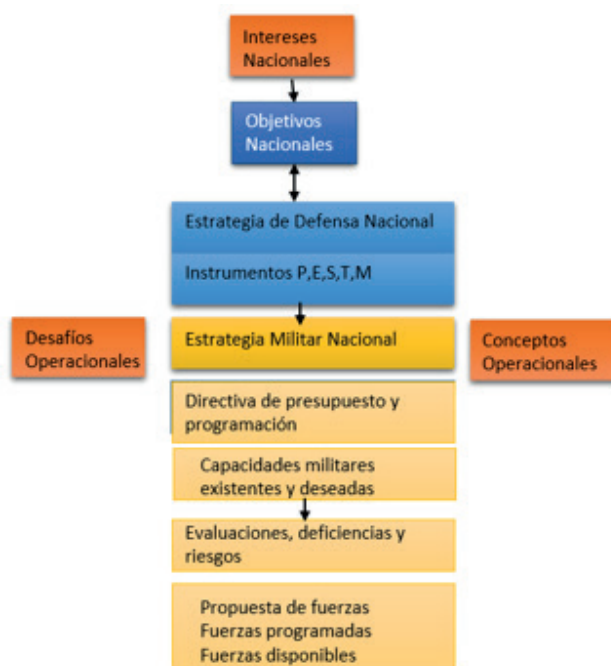 Intereses
Nacionales
Objetivos
Nacionales
Estrategia de Defensa Nacional
Instrumentos P,E,S,T,M
Desafíos
Operacionales
Estrategia Militar Nacional
Conceptos
Operacionales
Directiva de presupuesto y
programación
Capacidades militares
existentes y deseadas
Evaluaciones, deficiencias y
riesgos
Propuesta de fuerzas
Fuerzas programadas
Fuerzas disponibles